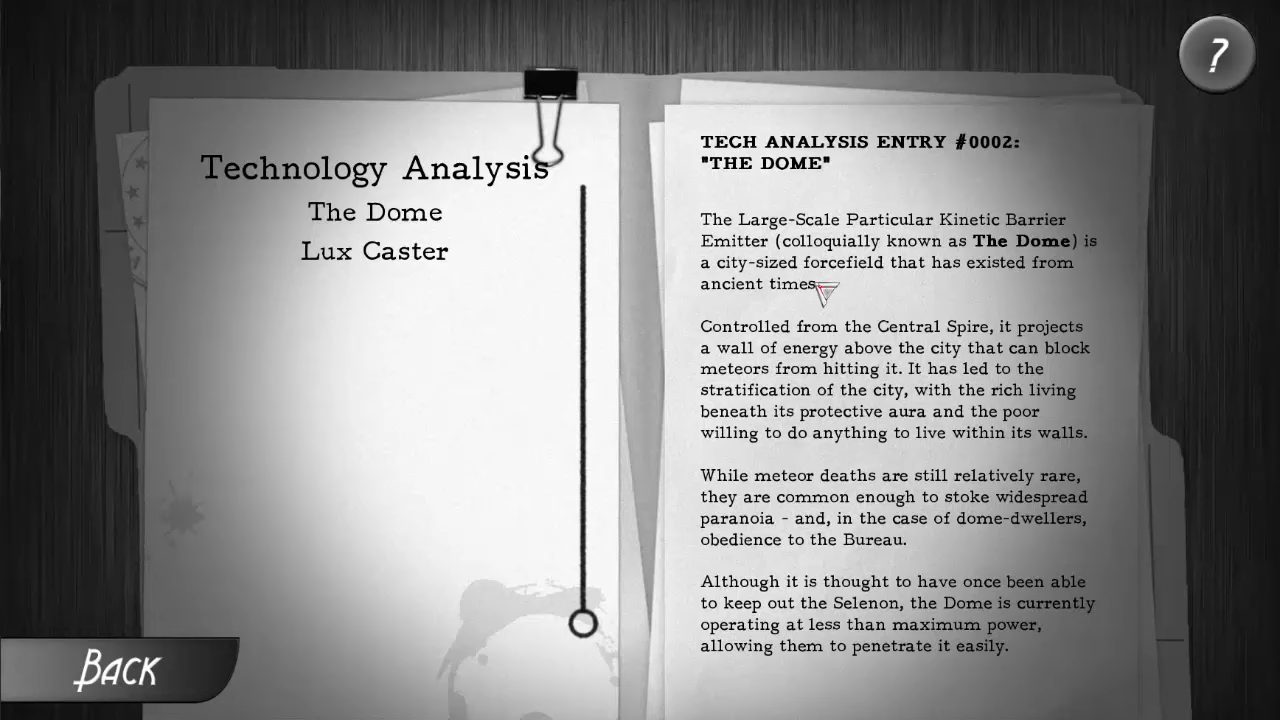 ?
Technology Analysis
The Dome
Lux Caster
TECH ANALYSIS ENTRY #0002:
"THE DOME"
The Large-Scale Particular Kinetic Barrier
Emitter (colloquially known as The Dome) is
a city-sized forcefield that has existed from
ancient times.
Controlled from the Central Spire, it projects
a wall of energy above the city that can block
meteors from hitting it. It has led to the
stratification of the city, with the rich living
beneath its protective aura and the poor
willing to do anything to live within its walls.
While meteor deaths are still relatively rare,
they are common enough to stoke widespread
paranoia - and, in the case of dome-dwellers,
obedience to the Bureau.
Although it is thought to have once been able
to keep out the Selenon, the Dome is currently
operating at less than maximum power,
allowing them to penetrate it easily.
BACK